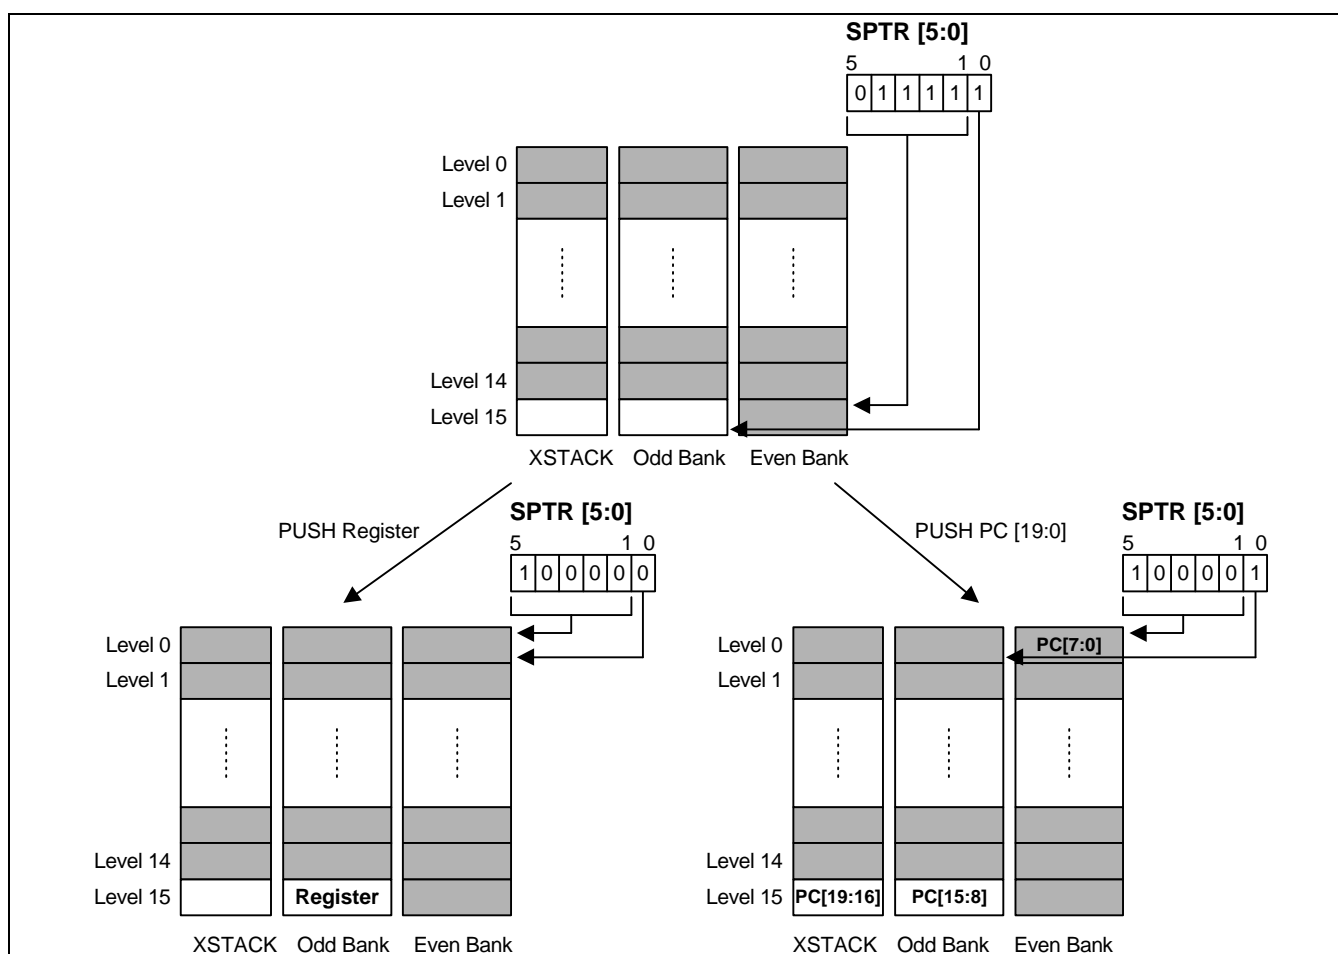 SPTR [5:0]
5 1 0
0 1 1 1 1 1
Level 0
Level 1
Level 14
Level 15
XSTACK Odd Bank Even Bank
PUSH Register
SPTR [5:0]
5 1 0
1 0 0 0 0 0
Level 0
Level 1
Level 14
Level 15 Register
XSTACK Odd Bank Even Bank
PUSH PC [19:0]
SPTR [5:0]
5 1 0
1 0 0 0 0 1
Level 0 PC[7:0]
Level 1
Level 14
Level 15 PC[19:16] PC[15:8]
XSTACK Odd Bank Even Bank